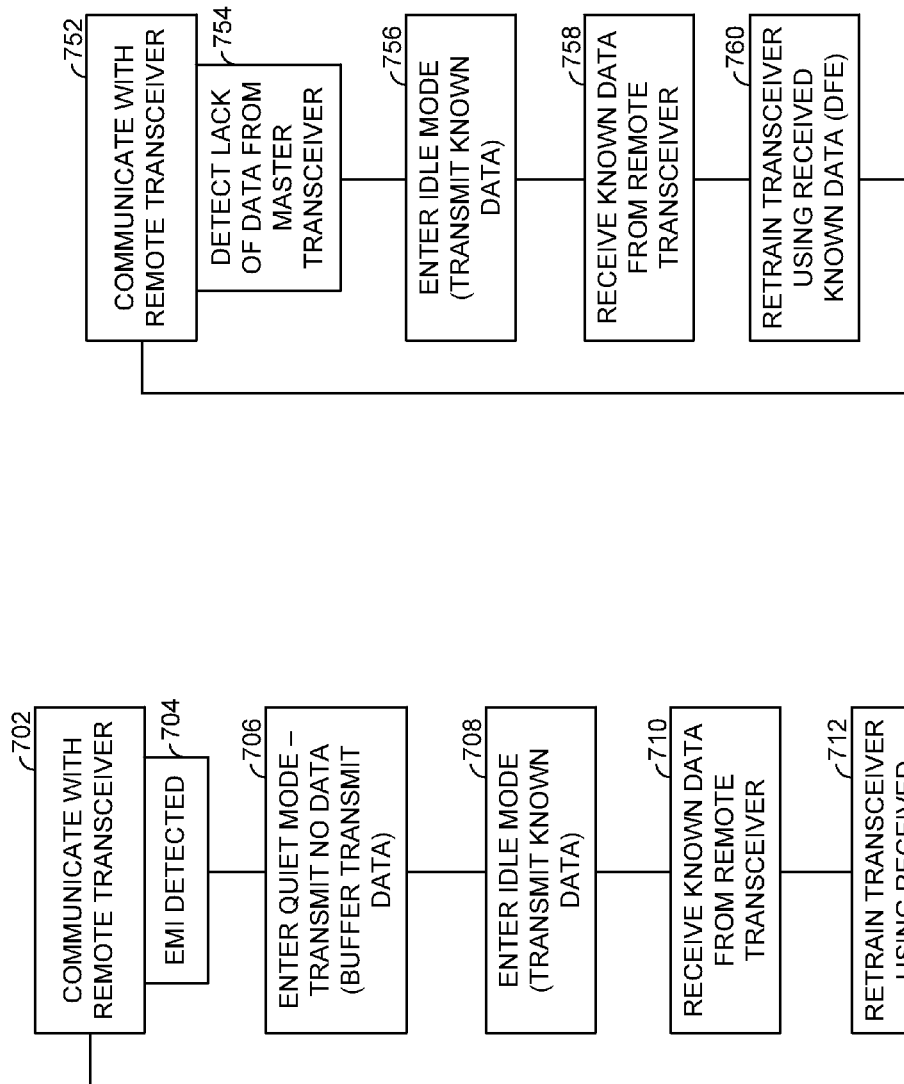 702
COMMUNICATE WITH
REMOTE TRANSCEIVER
704
EMI DETECTED
706
ENTER QUIET MODE –
TRANSMIT NO DATA
(BUFFER TRANSMIT
DATA)
708
ENTER IDLE MODE
(TRANSMIT KNOWN
DATA)
710
RECEIVE KNOWN DATA
FROM REMOTE
TRANSCEIVER
712
RETRAIN TRANSCEIVER
USING RECEIVED
752
COMMUNICATE WITH
REMOTE TRANSCEIVER
754
DETECT LACK
OF DATA FROM
MASTER
TRANSCEIVER
756
ENTER IDLE MODE
(TRANSMIT KNOWN
DATA)
758
RECEIVE KNOWN DATA
FROM REMOTE
TRANSCEIVER
760
RETRAIN TRANSCEIVER
USING RECEIVED
KNOWN DATA (DFE)